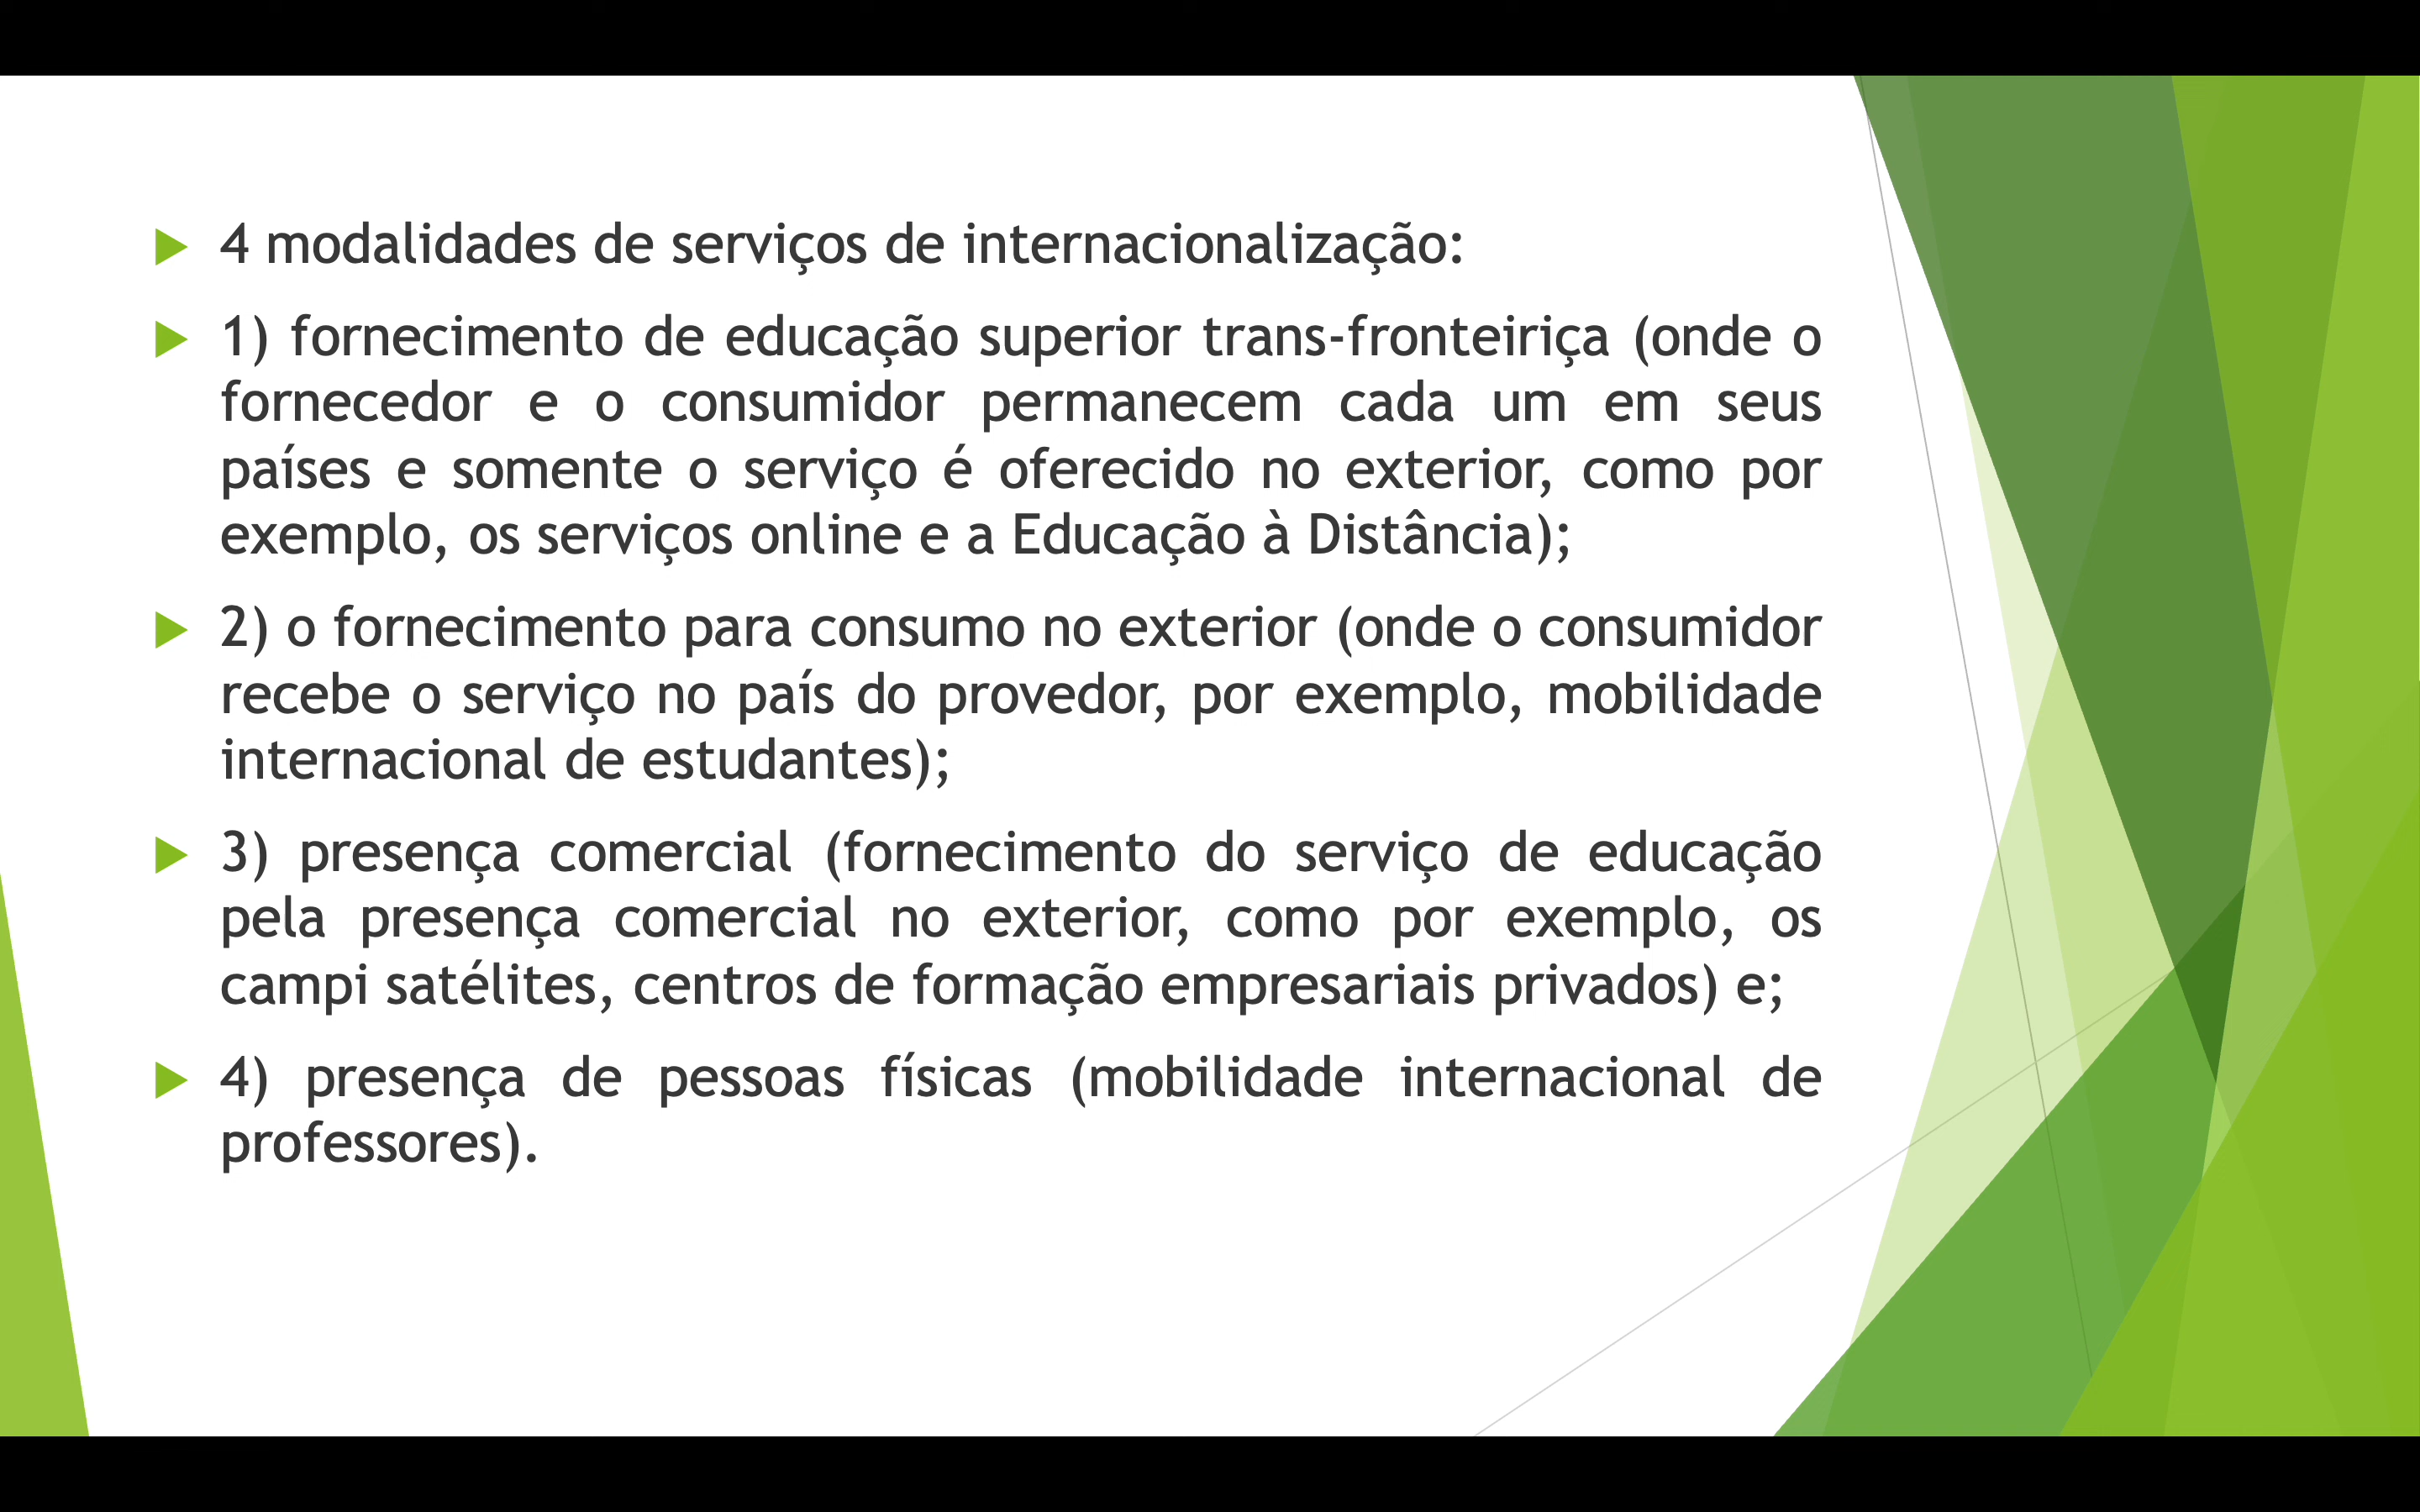 4 modalidades de serviços de internacionalização:
1) fornecimento de educação superior trans-fronteiriça (onde o
fornecedor e o consumidor permanecem cada um em seus
países e somente o serviço é oferecido no exterior, como por
exemplo, os serviços online e a Educação à Distância);
2) o fornecimento para consumo no exterior (onde o consumidor
recebe o serviço no país do provedor, por exemplo, mobilidade
internacional de estudantes);
3) presença comercial (fornecimento do serviço de educação
pela presença comercial no exterior, como por exemplo, os
campi satélites, centros de formação empresariais privados) e;
4) presença de pessoas físicas (mobilidade internacional de
professores).